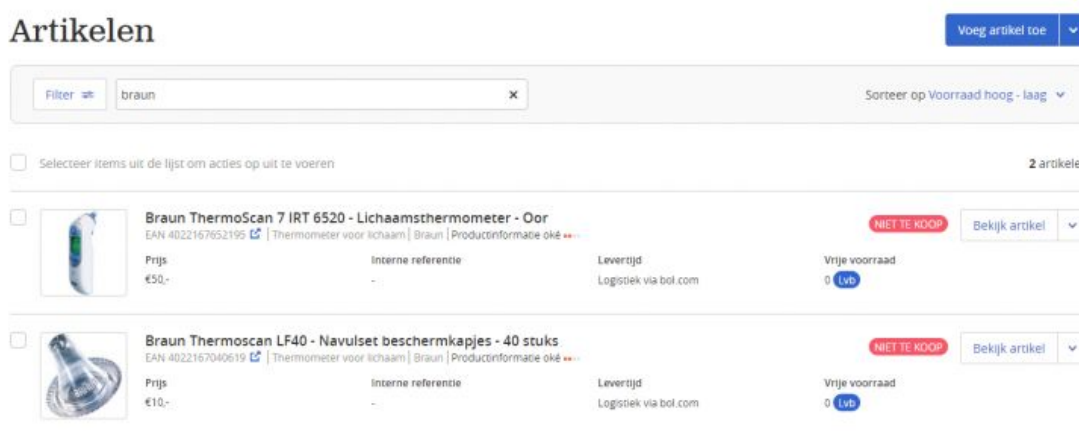 Artikelen
Voeg artikel toe
Filter braun
Sorteer op Voorraad hoog - laag
Selecteer items uit de lijst om acties op uit te voeren
2 artikele
Braun ThermoScan 7 IRT 6520 - Lichaamsthermometer - Oor
EAN 4022167652195 | Thermometer voor lichaam | Braun | Productinformatie oké
NIET TE KOOP Bekijk artikel
Prijs Interne referentie Levertijd Vrije voorraad
€50,- - Logistiek via bol.com 0 Lvb
Braun Thermoscan LF40 - Navulset beschermkapjes - 40 stuks
EAN 4022167040619 | Thermometer voor lichaam | Braun | Productinformatie oké
NIET TE KOOP Bekijk artikel
Prijs Interne referentie Levertijd Vrije voorraad
€10,- - Logistiek via bol.com 0 Lvb